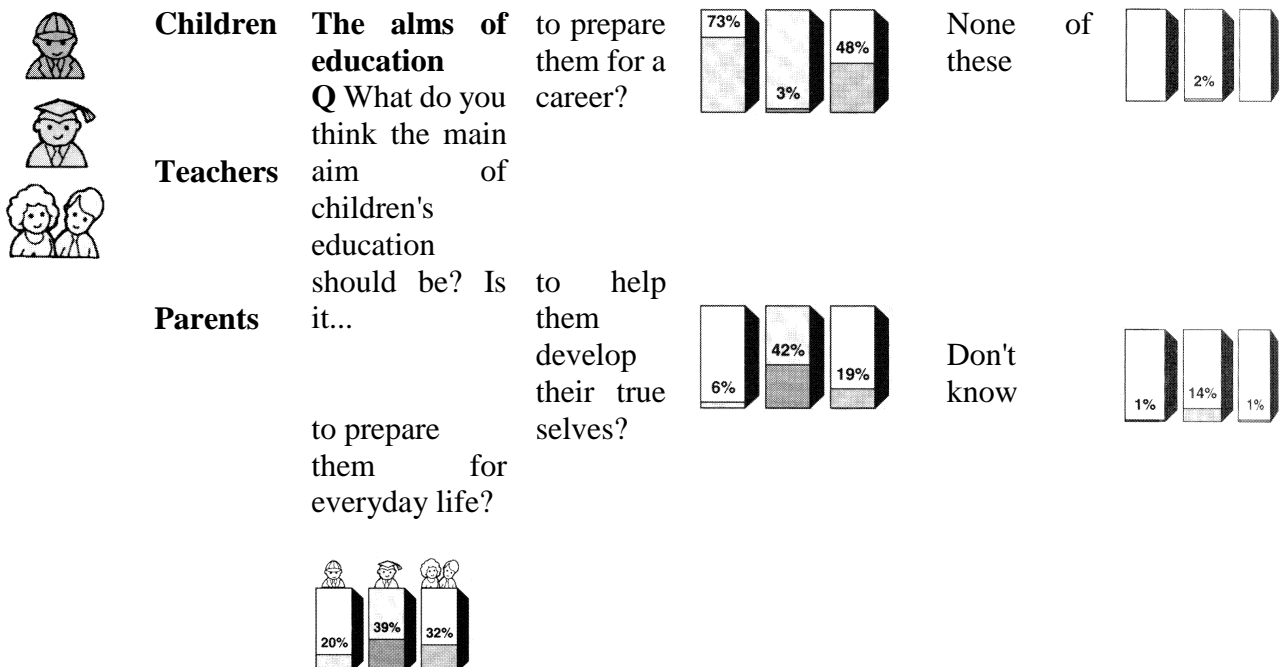 Children
Teachers
Parents
The alms of
education
Q What do you
think the main
aim of
children's
education
should be? Is
it...
to prepare
them for
everyday life?
20% 39% 32%
to prepare
them for a
career?
73% 3% 48%
to help
them
develop
their true
selves?
6% 42% 19%
None of
these
2%
Don't
know
1% 14% 1%